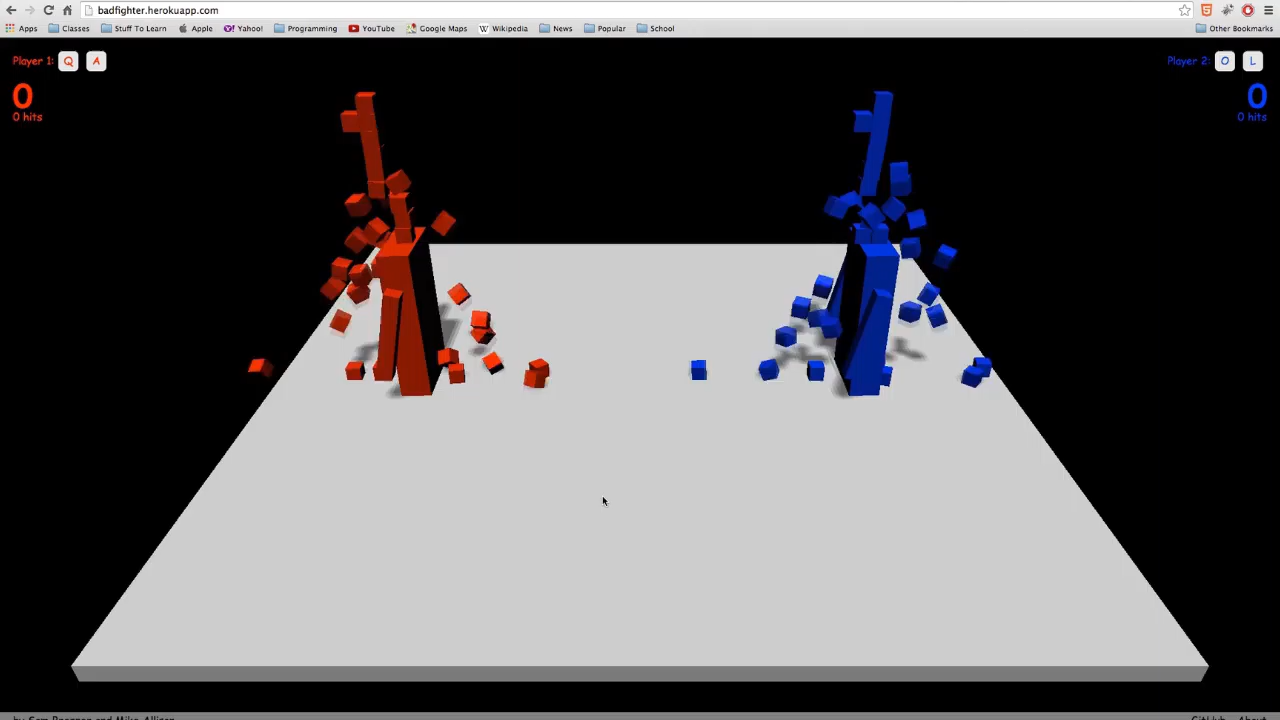 badfighter.herokuapp.com
Apps Classes Stuff To Learn Apple Yahoo! Programming YouTube Google Maps Wikipedia News Popular School Other Bookmarks
Player 1: Q A
Player 2: O L
0
0 hits
0
0 hits